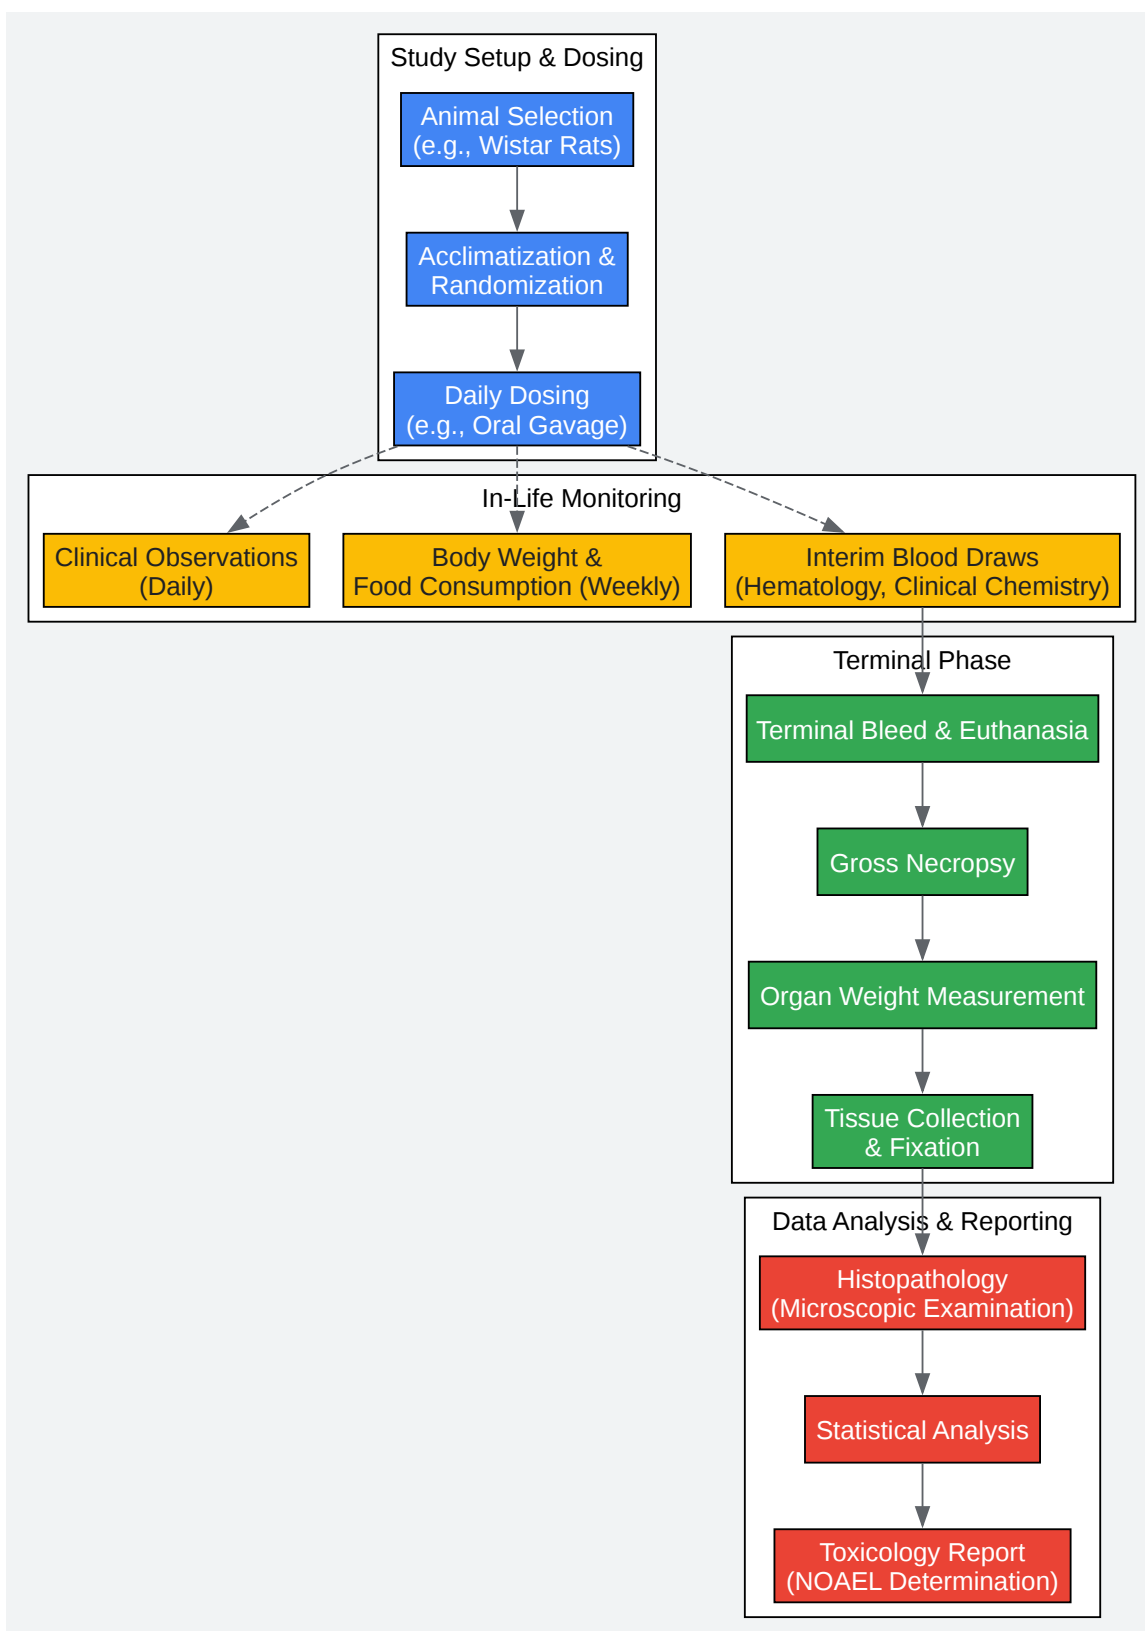 Study Setup & Dosing
Animal Selection
(e.g., Wistar Rats)
Acclimatization &
Randomization
Daily Dosing
(e.g., Oral Gavage)
In-Life Monitoring
Clinical Observations
(Daily)
Body Weight &
Food Consumption (Weekly)
Interim Blood Draws
(Hematology, Clinical Chemistry)
Terminal Phase
Terminal Bleed & Euthanasia
Gross Necropsy
Organ Weight Measurement
Tissue Collection
& Fixation
Data Analysis & Reporting
Histopathology
(Microscopic Examination)
Statistical Analysis
Toxicology Report
(NOAEL Determination)